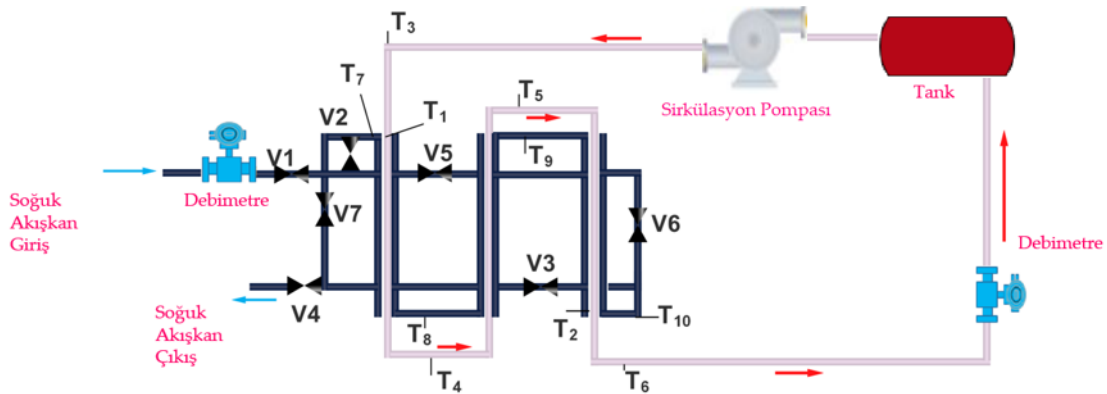 T3
T7
T5
V2
T1
Sirkülasyon Pompası
Tank
V1
V5
T9
Soğuk
Akışkan
Giriş
Debimetre
V7
V6
Debimetre
V3
V4
T8
T2
T10
Soğuk
Akışkan
Çıkış
T4
T6